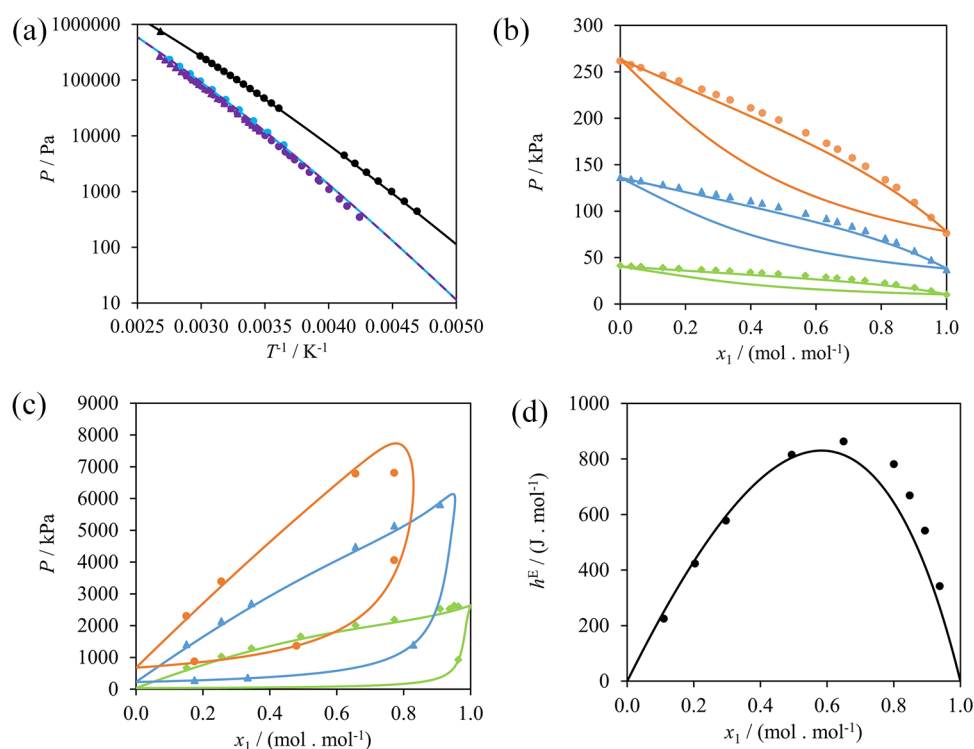 (a)
1000000
100000
10000
1000
100
10
P / Pa
0.0025 0.0030 0.0035 0.0040 0.0045 0.0050
T⁻¹ / K⁻¹
(b)
300
250
200
150
100
50
0
P / kPa
0.0 0.2 0.4 0.6 0.8 1.0
x₁ / (mol . mol⁻¹)
(c)
9000
8000
7000
6000
5000
4000
3000
2000
1000
0
P / kPa
0.0 0.2 0.4 0.6 0.8 1.0
x₁ / (mol . mol⁻¹)
(d)
1000
800
600
400
200
0
hᴱ / (J . mol⁻¹)
0.0 0.2 0.4 0.6 0.8 1.0
x₁ / (mol . mol⁻¹)